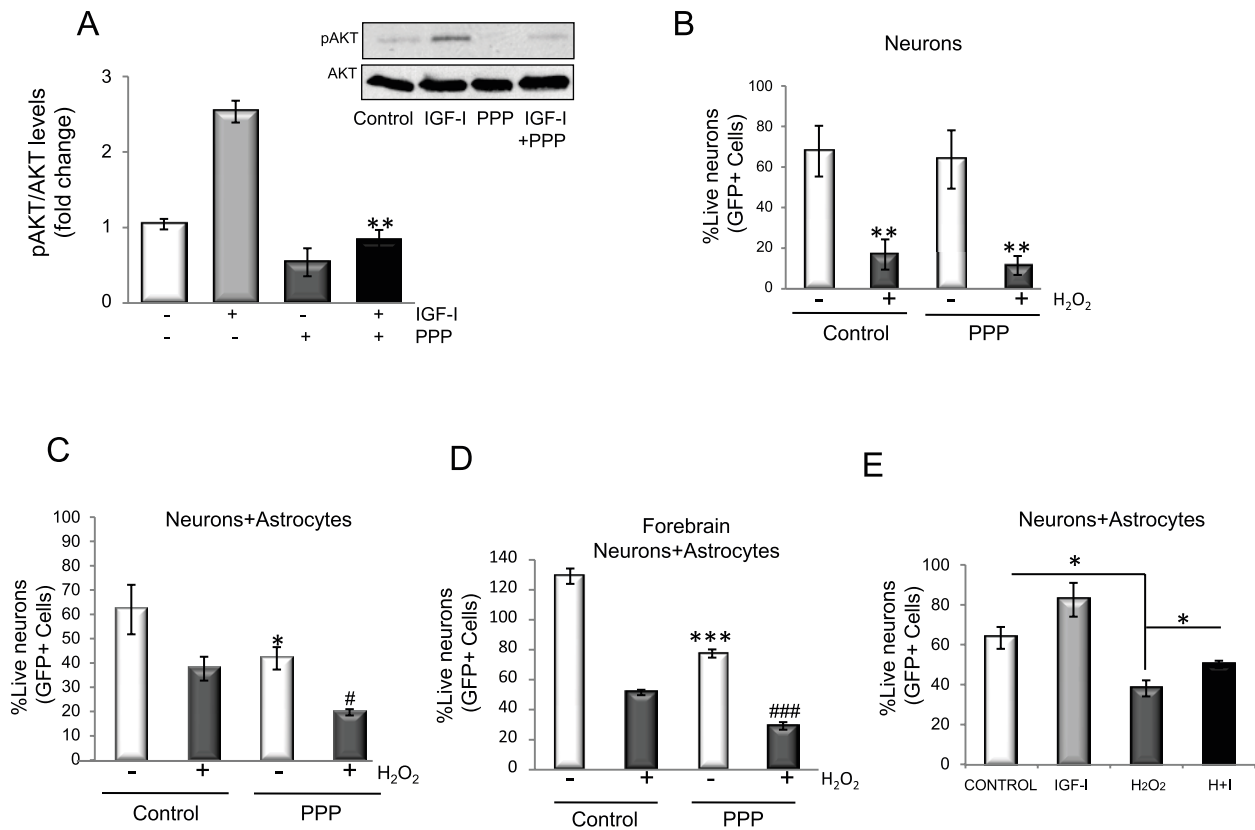 A
pAKT
AKT
Control IGF-I PPP IGF-I
+PPP
pAKT/AKT levels
(fold change)
3
2
1
0
**
- + - + IGF-I
- - + + PPP
B
Neurons
%Live neurons
(GFP+ Cells)
100
80
60
40
20
0
** **
- + - + H₂O₂
Control PPP
C
Neurons+Astrocytes
%Live neurons
(GFP+ Cells)
100
90
80
70
60
50
40
30
20
10
0
*
#
- + - + H₂O₂
Control PPP
D
Forebrain
Neurons+Astrocytes
%Live neurons
(GFP+ Cells)
140
120
100
80
60
40
20
0
***
###
- + - + H₂O₂
Control PPP
E
Neurons+Astrocytes
%Live neurons
(GFP+ Cells)
100
80
60
40
20
0
*
*
CONTROL IGF-I H₂O₂ H+I